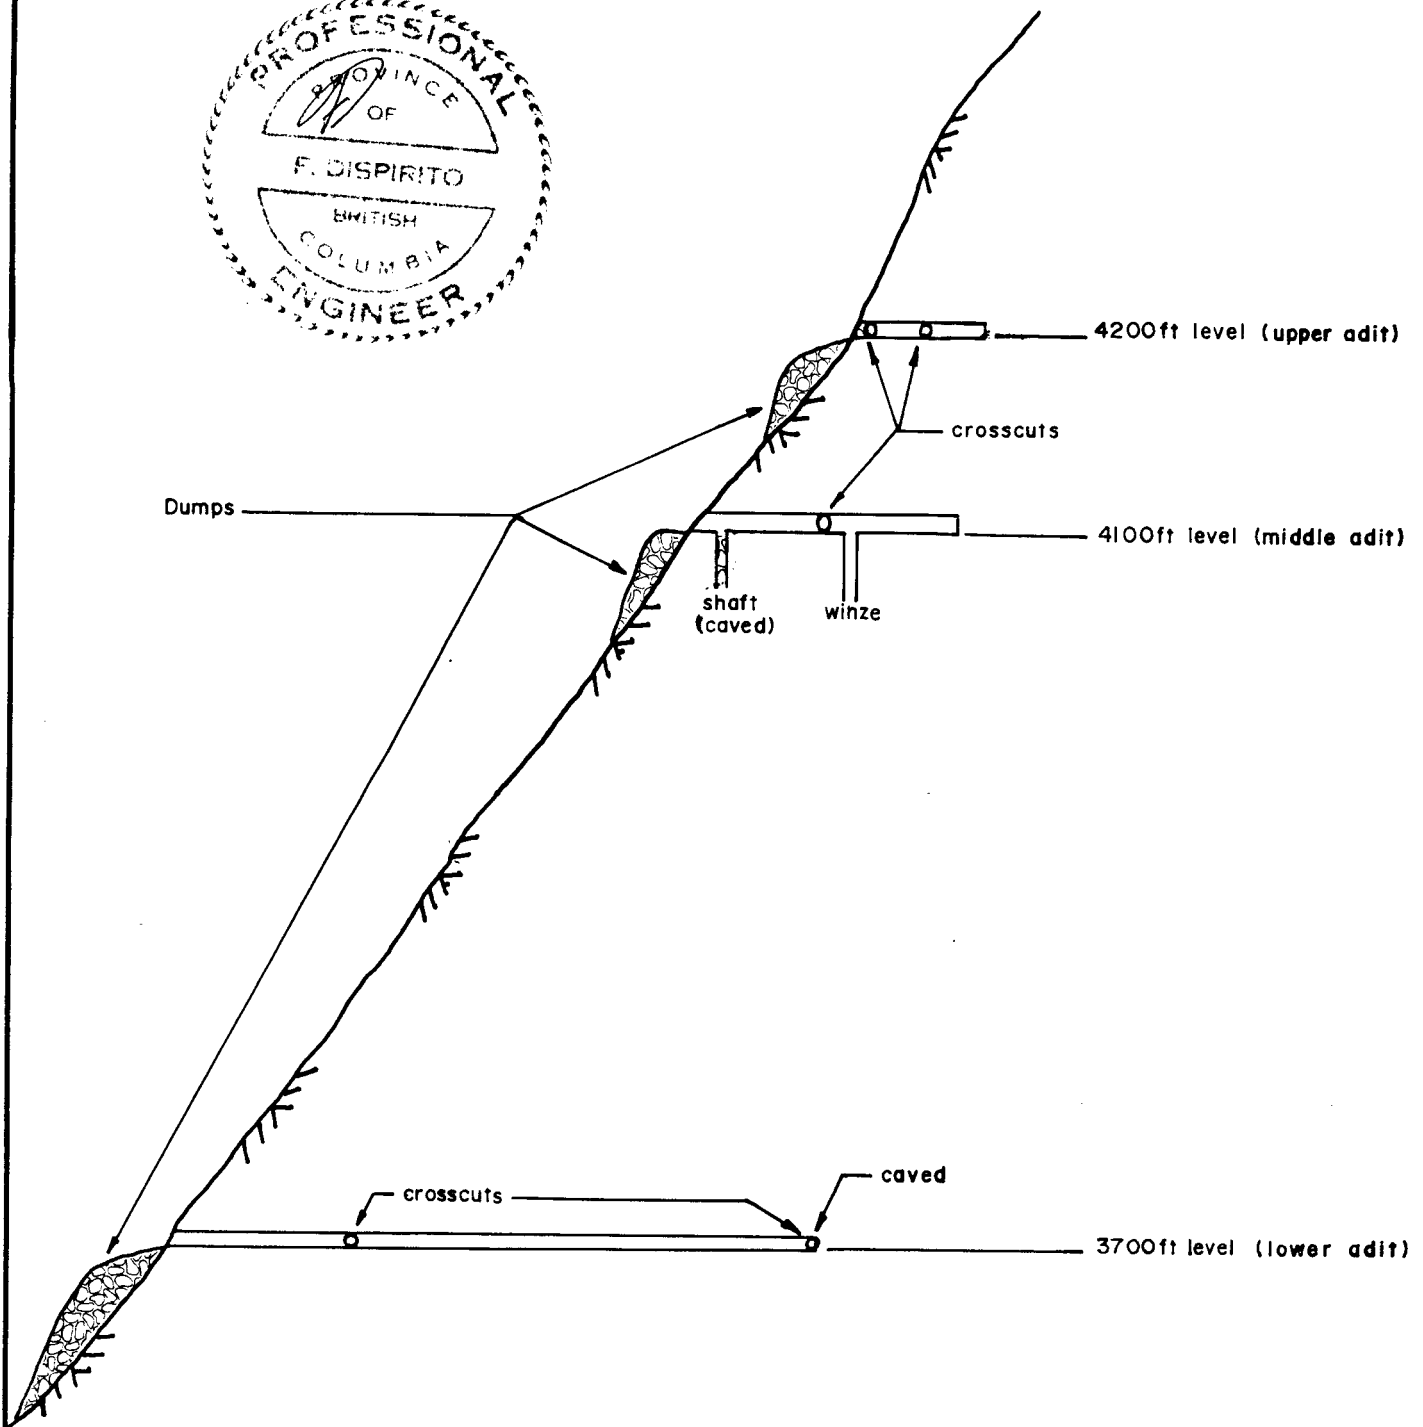 PROFESSIONAL
PROVINCE
OF
F. DISPIRITO
BRITISH
COLUMBIA
ENGINEER
4200ft level (upper adit)
crosscuts
Dumps
4100ft level (middle adit)
shaft
(caved)
winze
caved
crosscuts
3700ft level (lower adit)